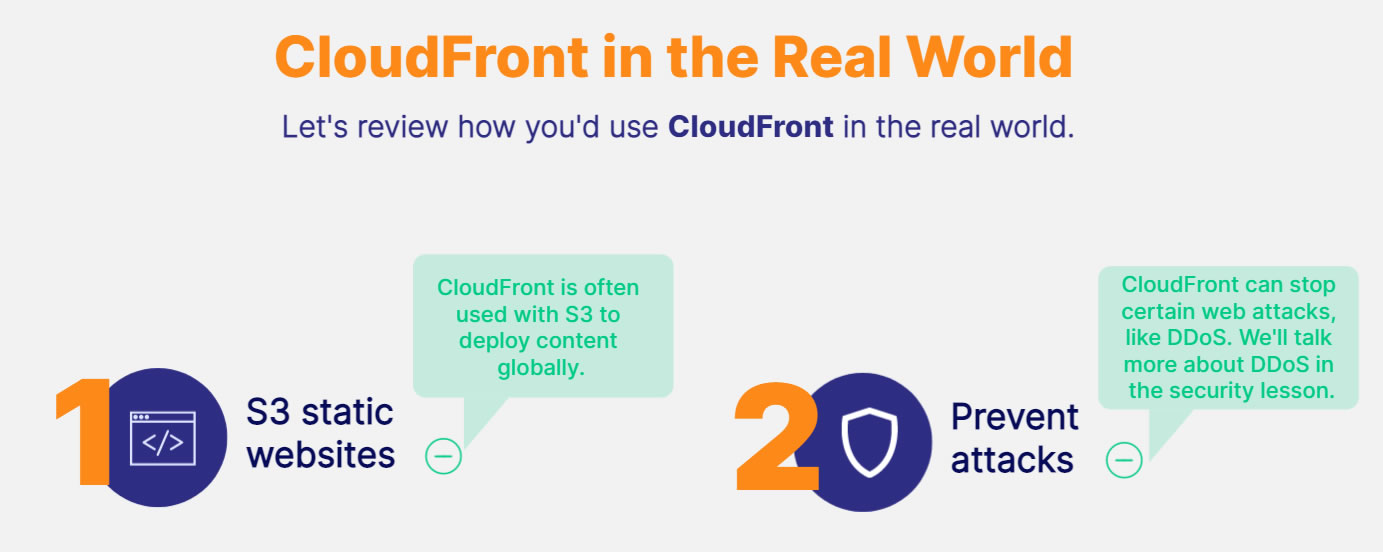 CloudFront in the Real World
Let's review how you'd use CloudFront in the real world.
CloudFront is often
used with S3 to
deploy content
globally.
1
</>
S3 static
websites
CloudFront can stop
certain web attacks,
like DDoS. We'll talk
more about DDoS in
the security lesson.
2
Prevent
attacks